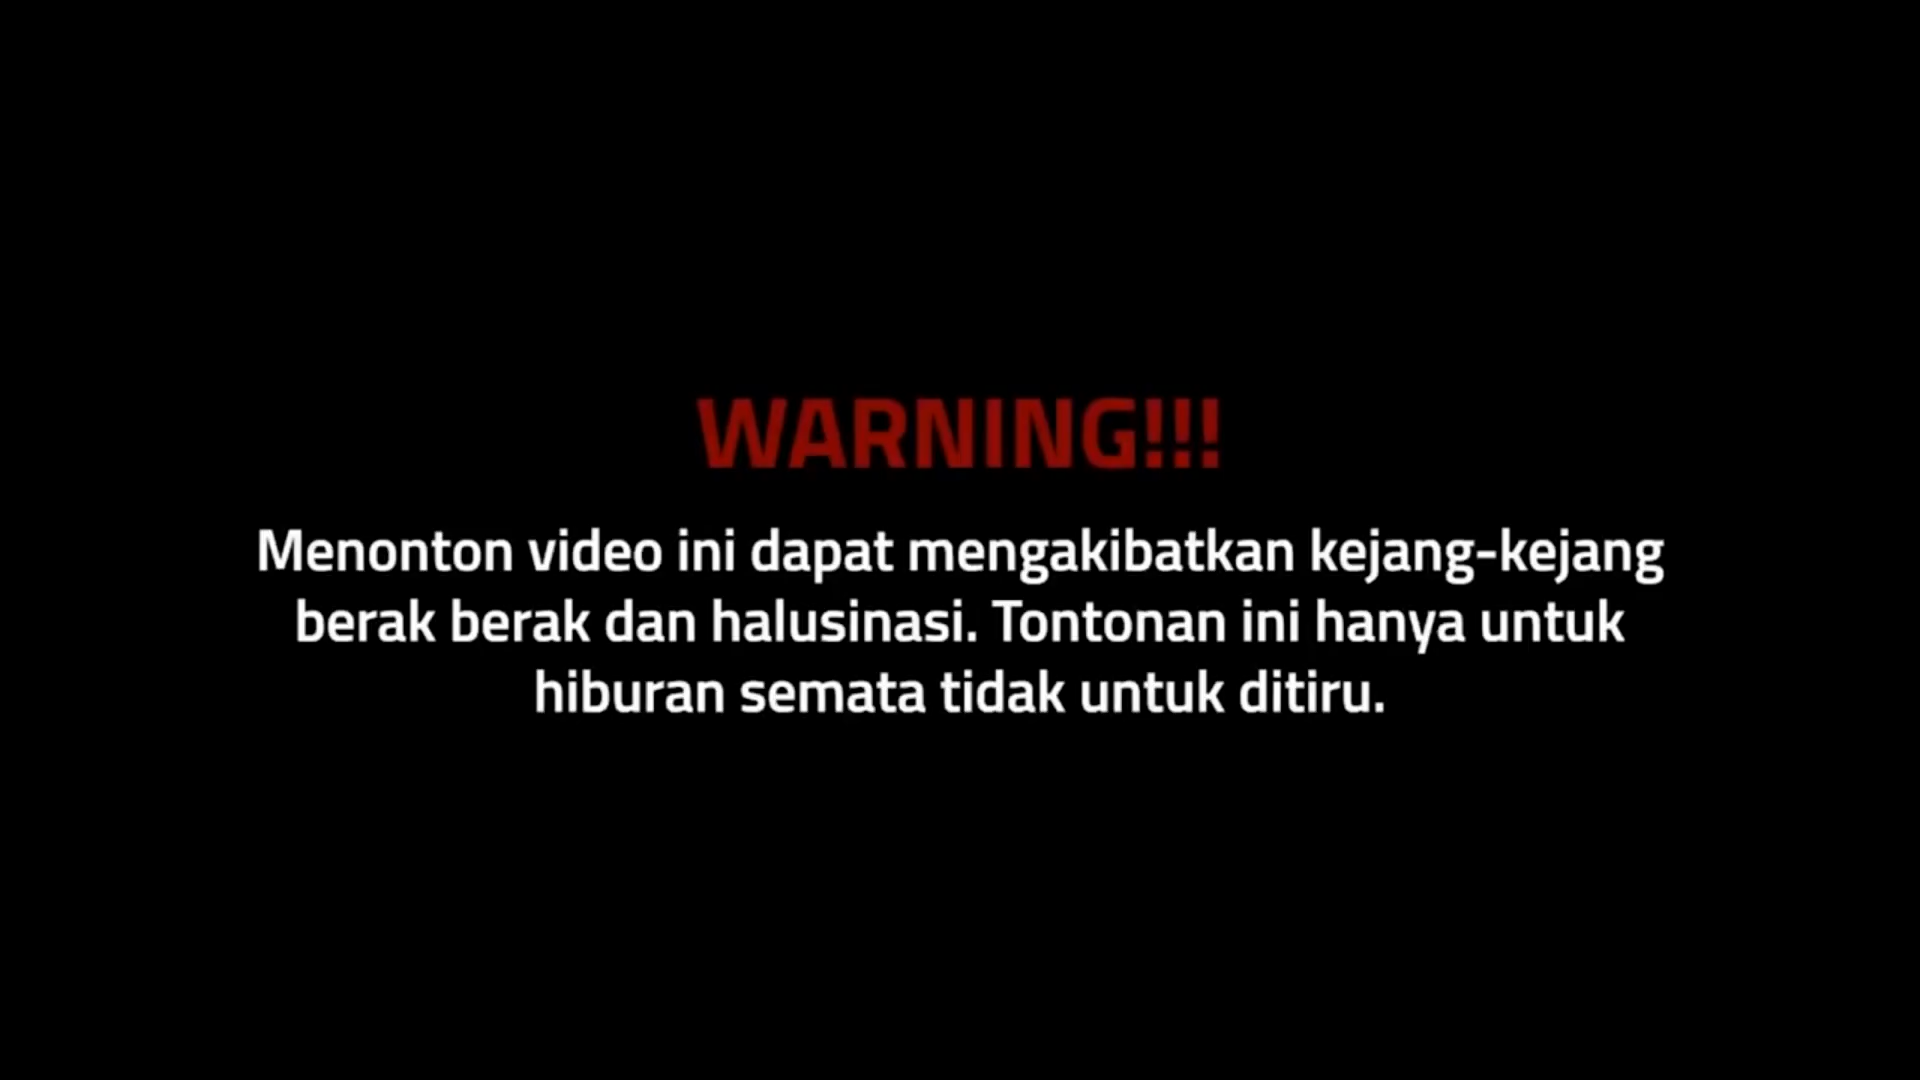 WARNING!!!
Menonton video ini dapat mengakibatkan kejang-kejang
berak berak dan halusinasi. Tontonan ini hanya untuk
hiburan semata tidak untuk ditiru.